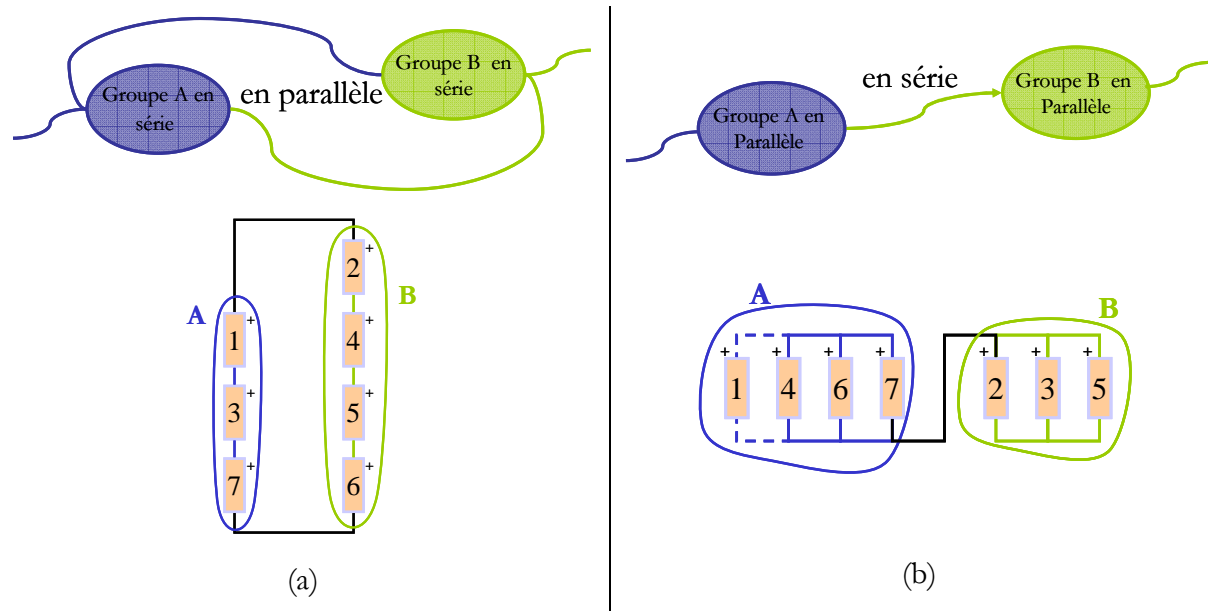 Groupe A en
série
en parallèle
Groupe B en
série
A
1
+
3
+
7
+
B
2
+
4
+
5
+
6
+
(a)
Groupe A en
Parallèle
en série
Groupe B en
Parallèle
A
+ + + +
1 4 6 7
B
+ + +
2 3 5
(b)